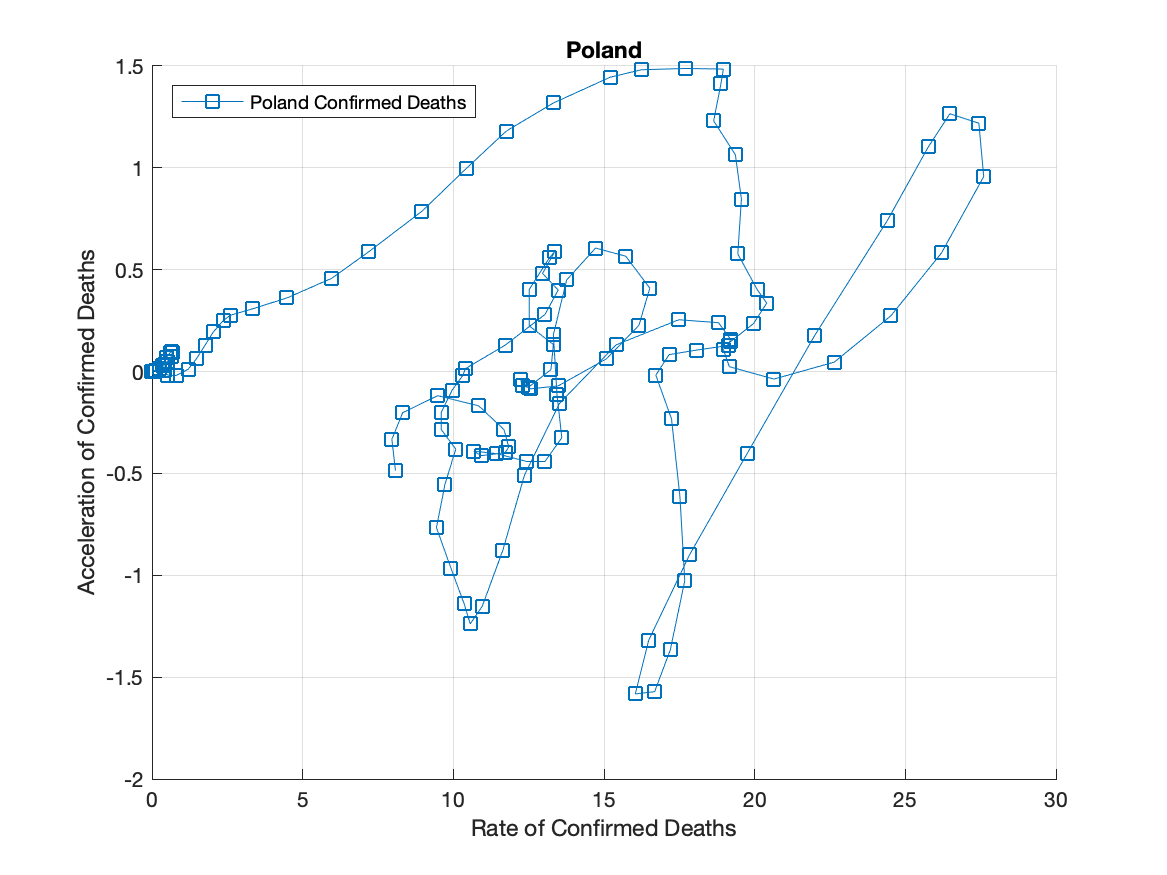 Poland
1.5
Poland Confirmed Deaths
1
0.5
0
-0.5
-1
-1.5
-2
Acceleration of Confirmed Deaths
0 5 10 15 20 25 30
Rate of Confirmed Deaths